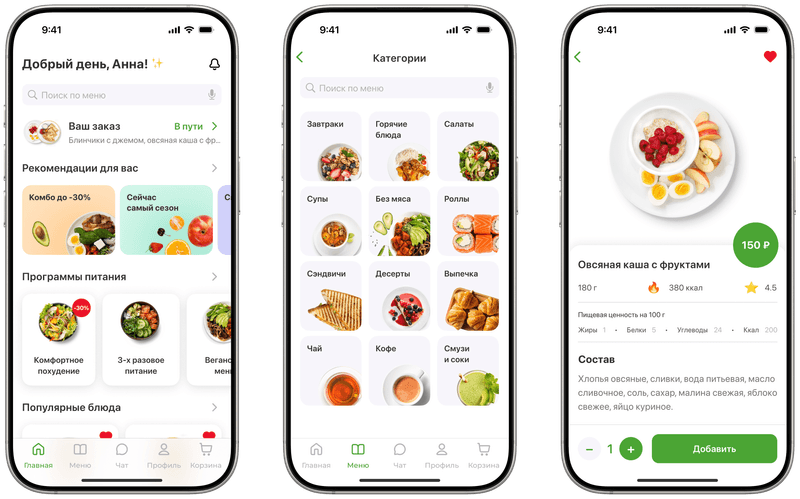 9:41
Добрый день, Анна! ✨
Поиск по меню
Ваш заказ
В пути
Блинчики с джемом, овсяная каша с фр...
Рекомендации для вас
Комбо до -30%
Сейчас
самый сезон
С
Программы питания
-30%
Комфортное
похудение
3-х разовое
питание
Веганс
мен
Популярные блюда
Главная
Меню
Чат
Профиль
Корзина
9:41
Категории
Поиск по меню
Завтраки
Горячие
блюда
Салаты
Супы
Без мяса
Роллы
Сэндвичи
Десерты
Выпечка
Чай
Кофе
Смузи
и соки
Главная
Меню
Чат
Профиль
Корзина
9:41
150 ₽
Овсяная каша с фруктами
180 г
380 ккал
4.5
Пищевая ценность на 100 г
Жиры 1 • Белки 5 • Углеводы 24 • Ккал 200
Состав
Хлопья овсяные, сливки, вода питьевая, масло
сливочное, соль, сахар, малина свежая, яблоко
свежее, яйцо куриное.
− 1 +
Добавить